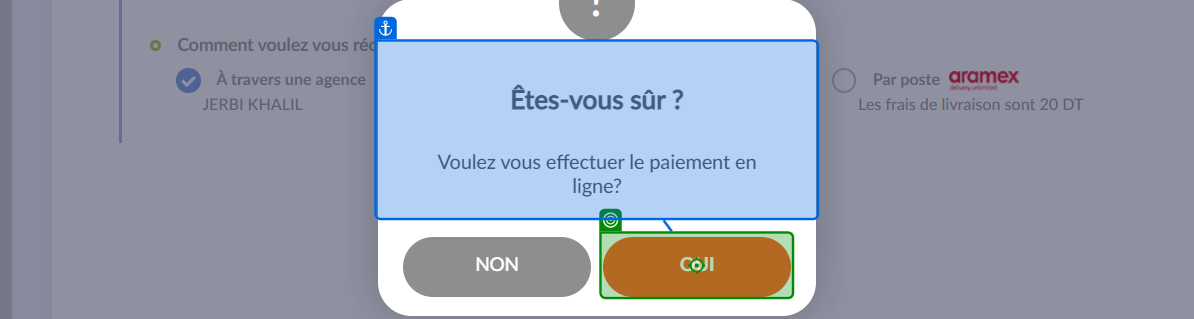 ?
Comment voulez vous
À travers une agence
JERBI KHALIL
Par poste aramex
delivery unlimited
Les frais de livraison sont 20 DT
Êtes-vous sûr ?
Voulez vous effectuer le paiement en
ligne?
NON
OUI